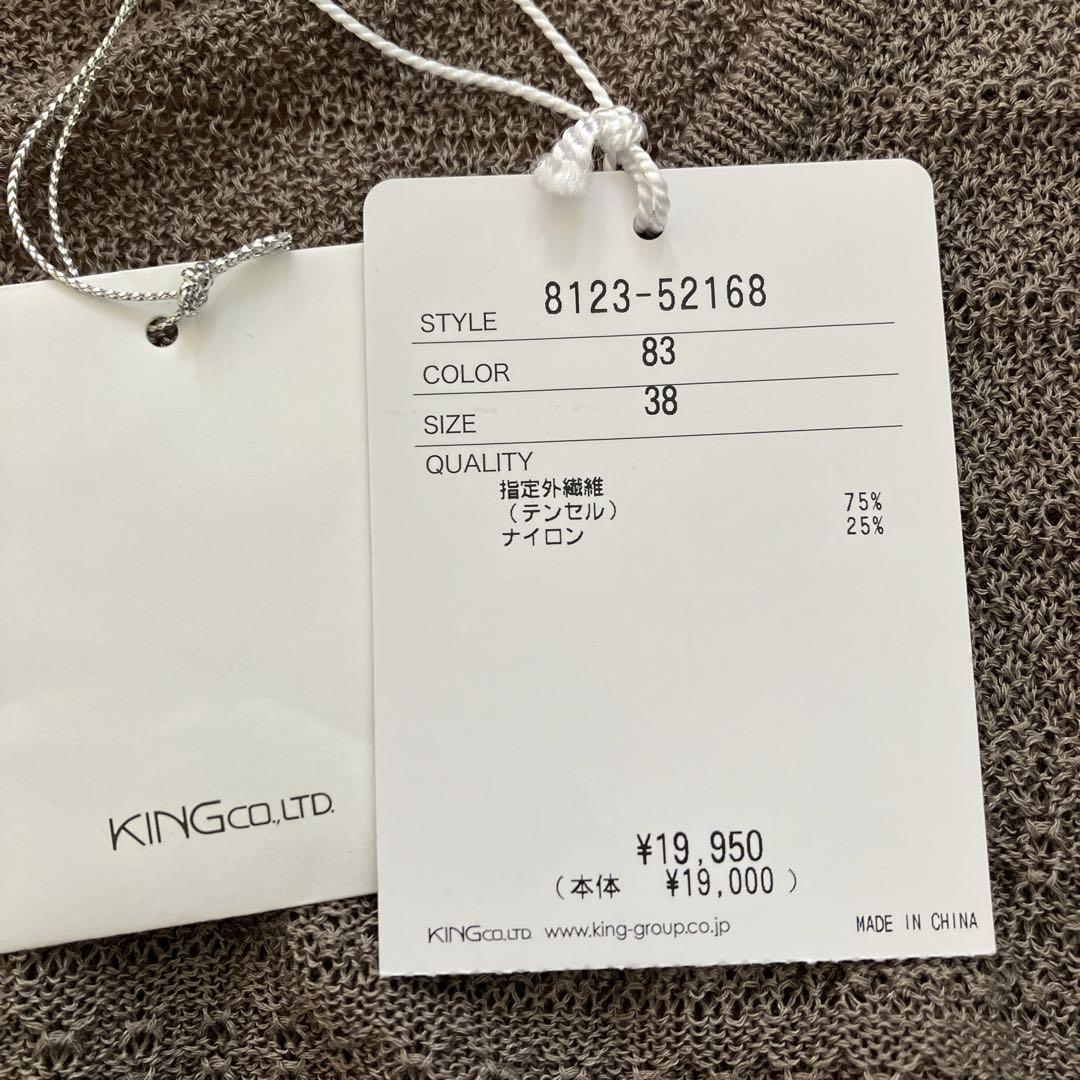 STYLE 8123-52168
COLOR 83
SIZE 38
QUALITY
指定外繊維
(テンセル) 75%
ナイロン 25%
¥19,950
(本体 ¥19,000)
KING CO.,LTD. www.king-group.co.jp MADE IN CHINA
KING CO.,LTD.